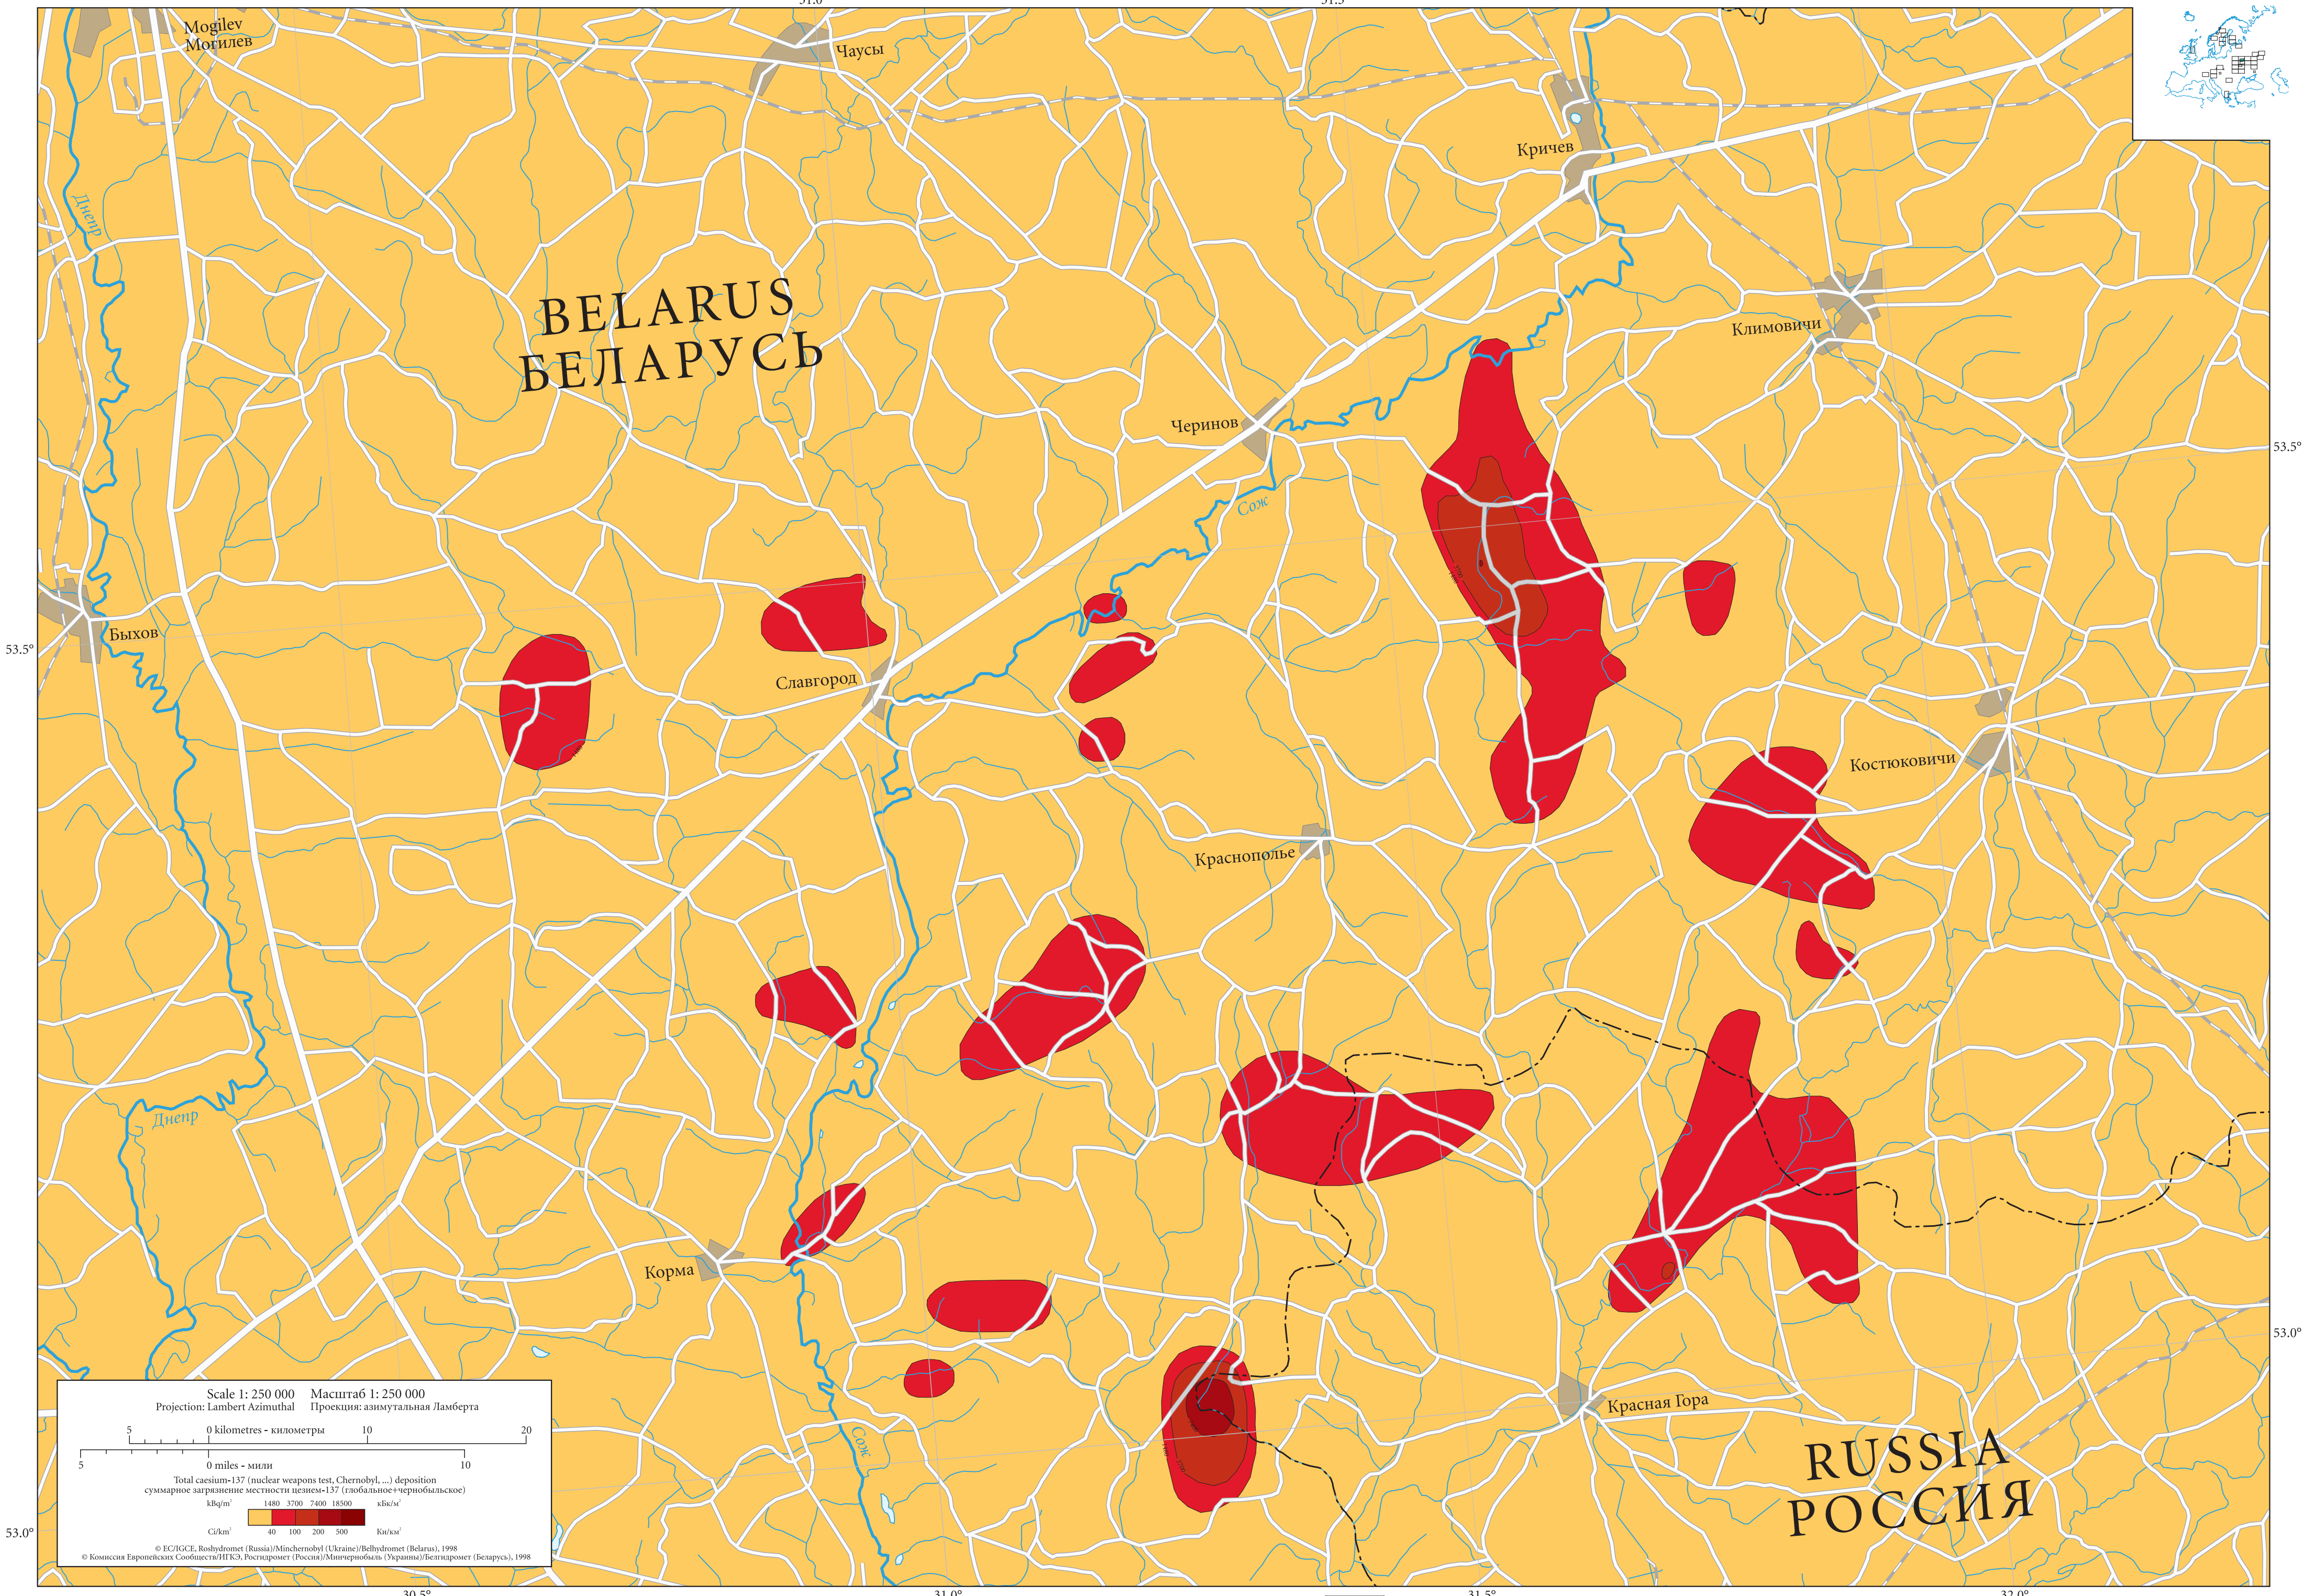 31.0
31.5
Mogilev
Могилев
Чаусы
Кричев
Днепр
BELARUS
БЕЛАРУСЬ
Климовичи
Черинов
53.5°
Сож
Быхов
53.5°
Славгород
Костюковичи
Краснополье
Днепр
Корма
53.0°
Красная Гора
Сож
RUSSIA
РОССИЯ
53.0°
Scale 1: 250 000 Масштаб 1: 250 000
Projection: Lambert Azimuthal Проекция: азимутальная Ламберта
5 0 kilometres - километры 10 20
5 0 miles - мили 10
Total caesium-137 (nuclear weapons test, Chernobyl, ...) deposition
суммарное загрязнение местности цезием-137 (глобальное+чернобыльское)
kBq/m² 1480 3700 7400 18500 кБк/м²
Ci/km² 40 100 200 500 Ки/км²
© EC/IGCE, Roshydromet (Russia)/Minchernobyl (Ukraine)/Belhydromet (Belarus), 1998
© Комиссия Европейских Сообществ/ИГКЭ, Росгидромет (Россия)/Минчернобыль (Украины)/Белгидромет (Беларусь), 1998
30.5°
31.0°
31.5°
32.0°